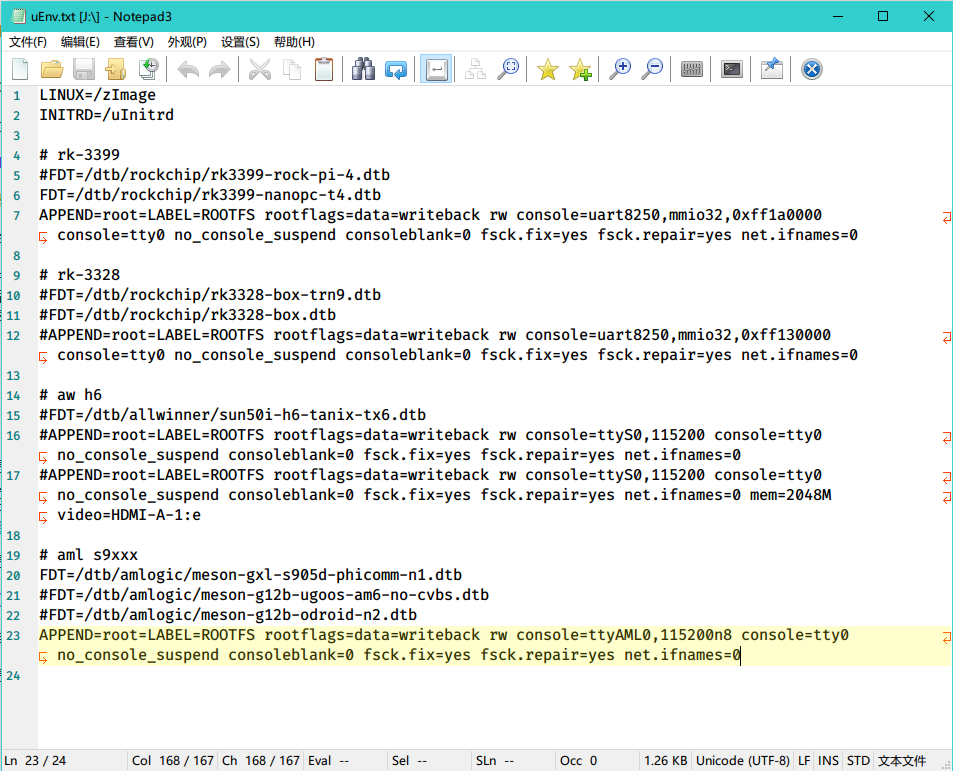 uEnv.txt [J:\] - Notepad3
文件(F) 编辑(E) 查看(V) 外观(P) 设置(S) 帮助(H)
1 LINUX=/zImage
2 INITRD=/uInitrd
3
4 # rk-3399
5 #FDT=/dtb/rockchip/rk3399-rock-pi-4.dtb
6 FDT=/dtb/rockchip/rk3399-nanopc-t4.dtb
7 APPEND=root=LABEL=ROOTFS rootflags=data=writeback rw console=uart8250,mmio32,0xff1a0000
console=tty0 no_console_suspend consoleblank=0 fsck.fix=yes fsck.repair=yes net.ifnames=0
8
9 # rk-3328
10 #FDT=/dtb/rockchip/rk3328-box-trn9.dtb
11 #FDT=/dtb/rockchip/rk3328-box.dtb
12 #APPEND=root=LABEL=ROOTFS rootflags=data=writeback rw console=uart8250,mmio32,0xff130000
console=tty0 no_console_suspend consoleblank=0 fsck.fix=yes fsck.repair=yes net.ifnames=0
13
14 # aw h6
15 #FDT=/dtb/allwinner/sun50i-h6-tanix-tx6.dtb
16 #APPEND=root=LABEL=ROOTFS rootflags=data=writeback rw console=ttyS0,115200 console=tty0
no_console_suspend consoleblank=0 fsck.fix=yes fsck.repair=yes net.ifnames=0
17 #APPEND=root=LABEL=ROOTFS rootflags=data=writeback rw console=ttyS0,115200 console=tty0
no_console_suspend consoleblank=0 fsck.fix=yes fsck.repair=yes net.ifnames=0 mem=2048M
video=HDMI-A-1:e
18
19 # aml s9xxx
20 FDT=/dtb/amlogic/meson-gxl-s905d-phicomm-n1.dtb
21 #FDT=/dtb/amlogic/meson-g12b-ugoos-am6-no-cvbs.dtb
22 #FDT=/dtb/amlogic/meson-g12b-odroid-n2.dtb
23 APPEND=root=LABEL=ROOTFS rootflags=data=writeback rw console=ttyAML0,115200n8 console=tty0
no_console_suspend consoleblank=0 fsck.fix=yes fsck.repair=yes net.ifnames=0
24
Ln 23 / 24 Col 168 / 167 Ch 168 / 167 Eval -- Sel -- SLn -- Occ 0 1.26 KB Unicode (UTF-8) LF INS STD 文本文件